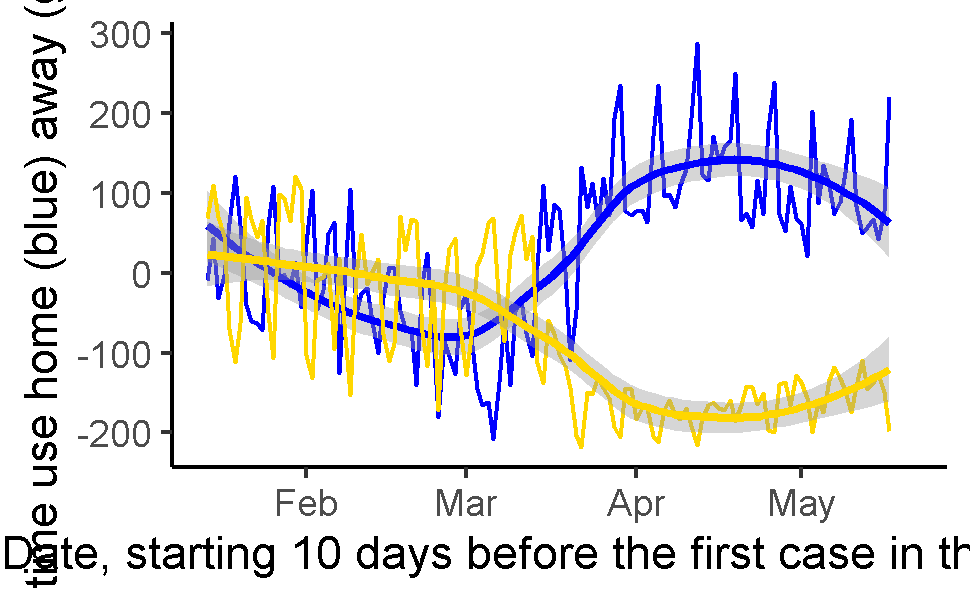 time use home (blue) away (
300
200
100
0
-100
-200
Feb Mar Apr May
Date, starting 10 days before the first case in th